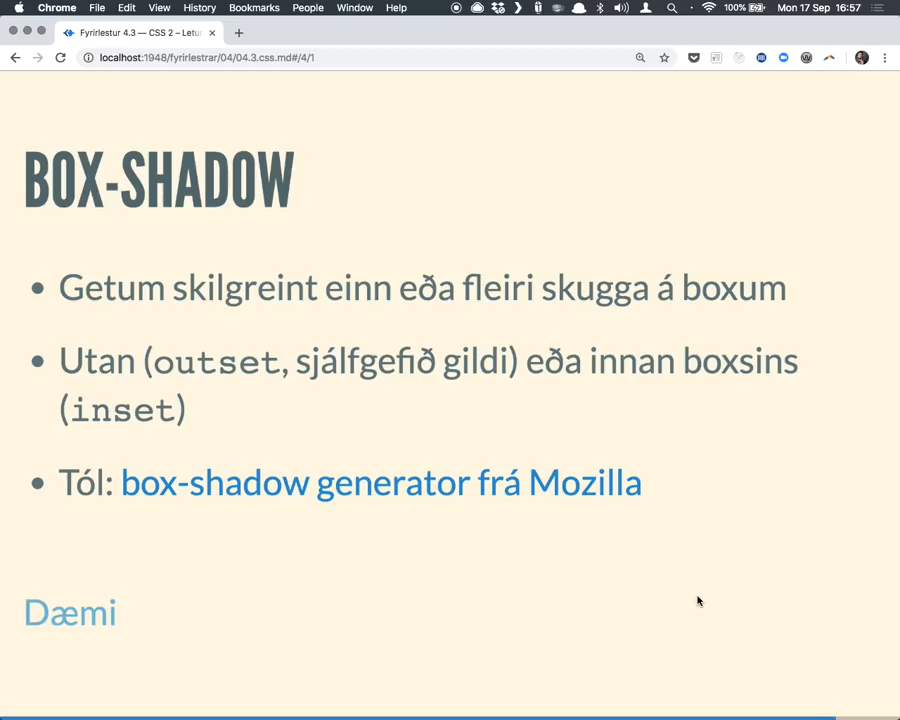 Chrome File Edit View History Bookmarks People Window Help 100% Mon 17 Sep 16:57
Fyrirlestur 4.3 — CSS 2 – Letu
localhost:1948/fyrirlestrar/04/04.3.css.md#/4/1
BOX-SHADOW
• Getum skilgreint einn eða fleiri skugga á boxum
• Utan (outset, sjálfgefið gildi) eða innan boxsins
(inset)
• Tól: box-shadow generator frá Mozilla
Dæmi